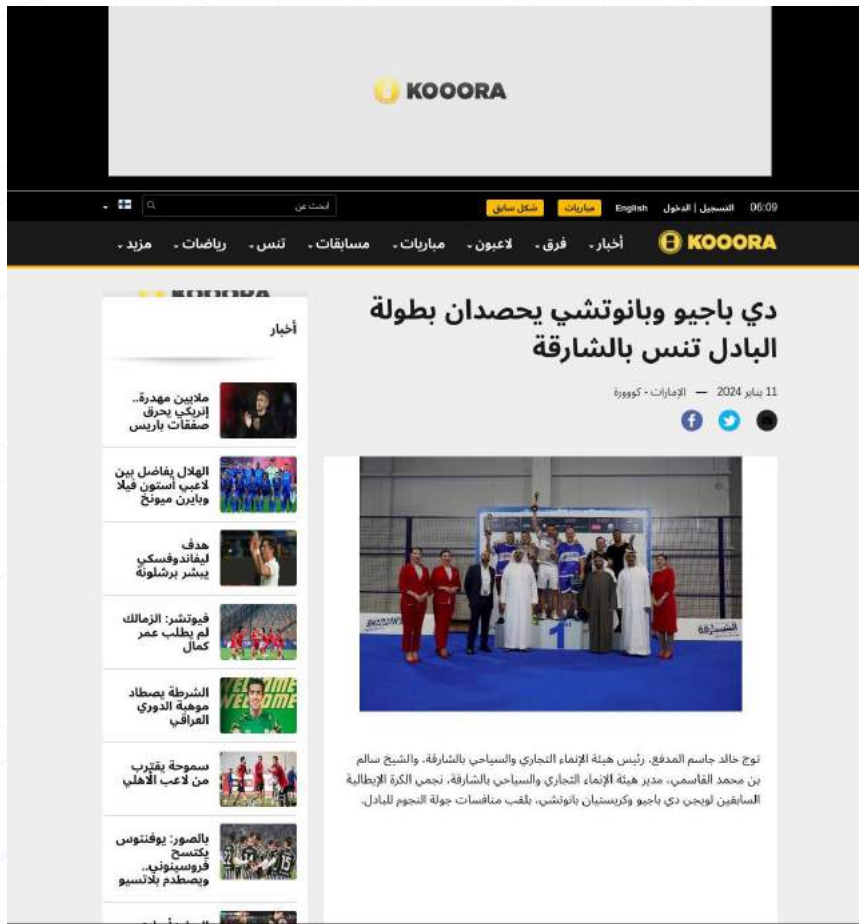 KOOORA
06:09 التسجيل | الدخول English مباريات شكل سابق ابحث عن
KOOORA أخبار فرق لاعبون مباريات مسابقات تنس رياضات مزيد
دي باجيو وبانوتشي يحصدان بطولة
البادل تنس بالشارقة
11 يناير 2024 — الإمارات - كووورة
1
الشارقة
توج خالد جاسم المدفع، رئيس هيئة الإنماء التجاري والسياحي بالشارقة، والشيخ سالم
بن محمد القاسمي، مدير هيئة الإنماء التجاري والسياحي بالشارقة، نجمي الكرة الإيطالية
السابقين لويجي دي باجيو وكريستيان بانوتشي، بلقب منافسات جولة النجوم للبادل.
KOOORA
أخبار
ملايين مهدرة..
إنريكي يحرق
صفقات باريس
الهلال يفاضل بين
لاعبي أستون فيلا
وبايرن ميونخ
هدف
ليفاندوفسكي
يبشر برشلونة
فيوتشر: الزمالك
لم يطلب عمر
كمال
الشرطة يصطاد
موهبة الدوري
العراقي
WELCOME
سموحة يقترب
من لاعب الأهلي
بالصور: يوفنتوس
يكتسح
فروسينوني..
ويصطدم بلاتسيو